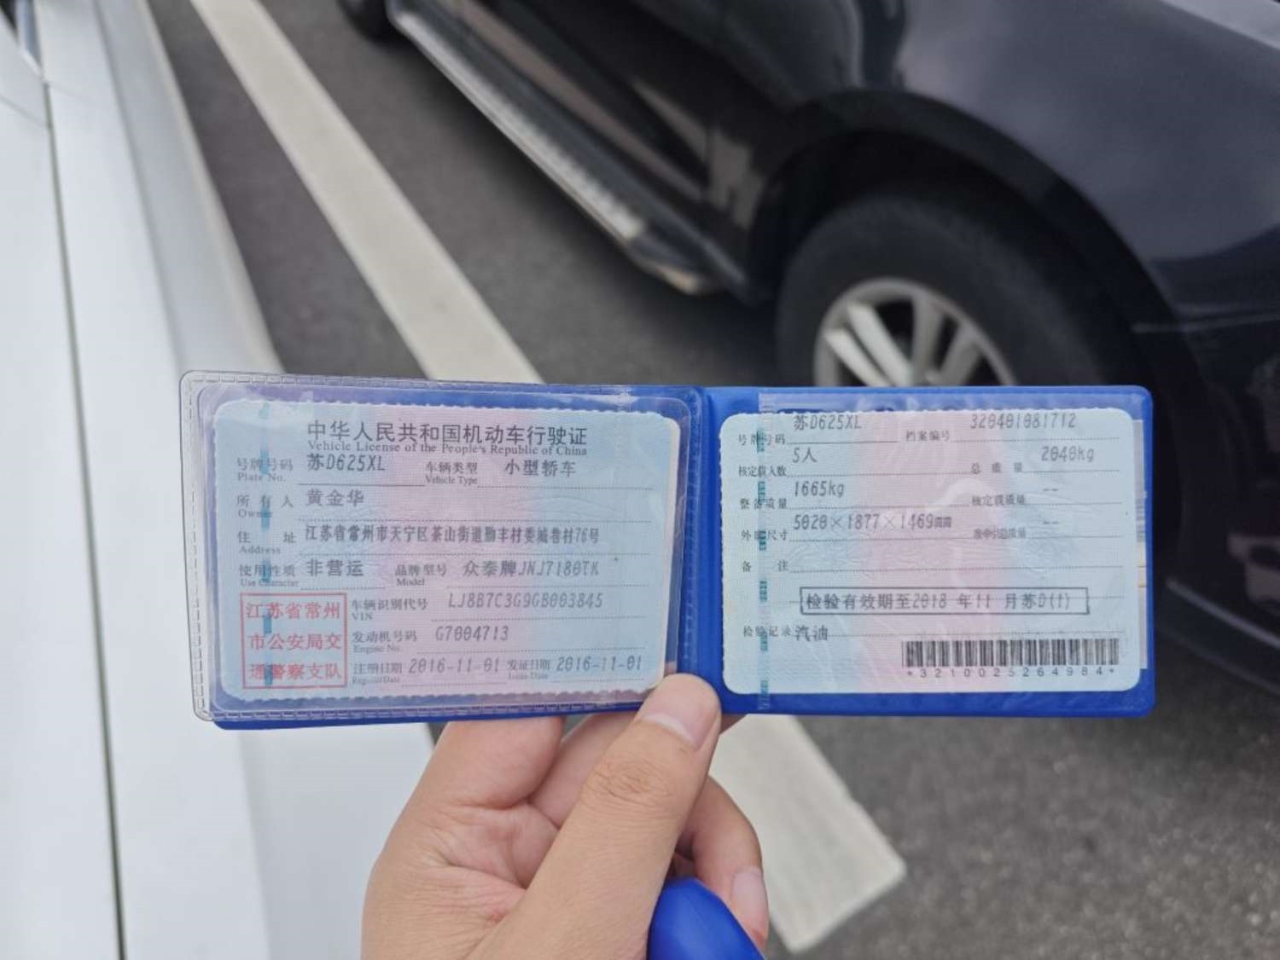 中华人民共和国机动车行驶证
Vehicle License of the People's Republic of China
号牌号码 苏D625XL 车辆类型 小型轿车
Plate No. Vehicle Type
所有人 黄金华
Owner
住址 江苏省常州市天宁区茶山街道勤丰村委城巷村76号
Address
使用性质 非营运 品牌型号 众泰牌JNJ7180TK
Use Character Model
江苏省常州
市公安局交
通警察支队
车辆识别代号 LJ8B7C3G9GB003845
VIN
发动机号码 G7004713
Engine No.
注册日期 2016-11-01 发证日期 2016-11-01
Register Date Issue Date
号牌号码 苏D625XL 档案编号 320401081712
核定载人数 5人 总质量 2040kg
整备质量 1665kg 核定载质量 --
外廓尺寸 5020×1877×1469mm --
备注
检验有效期至2018年11月苏D(1)
检验记录 汽油
*3210025264984*